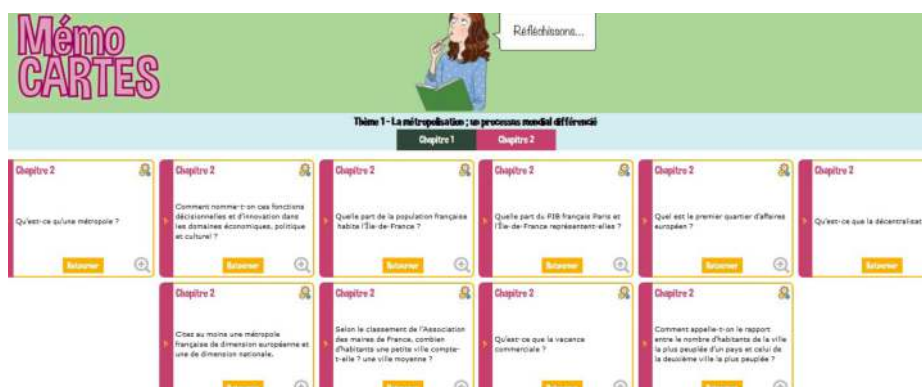 Mémo
CARTES
Réfléchissons...
Thème 1 - La métropolisation : un processus mondial différencié
Chapitre 1
Chapitre 2
Chapitre 2
Qu'est-ce qu'une métropole ?
Retourner
Chapitre 2
Comment nomme-t-on ces fonctions
décisionnelles et d'innovation dans
les domaines économiques, politique
et culturel ?
Retourner
Chapitre 2
Quelle part de la population française
habite l'Île-de-France ?
Retourner
Chapitre 2
Quelle part du PIB français Paris et
l'Île-de-France représentent-elles ?
Retourner
Chapitre 2
Quel est le premier quartier d'affaires
européen ?
Retourner
Chapitre 2
Qu'est-ce que la décentralisat
Retourner
Chapitre 2
Citez au moins une métropole
française de dimension européenne et
une de dimension nationale.
Chapitre 2
Selon le classement de l'Association
des maires de France, combien
d'habitants une petite ville compte-
t-elle ? une ville moyenne ?
Chapitre 2
Qu'est-ce que la vacance
commerciale ?
Chapitre 2
Comment appelle-t-on le rapport
entre le nombre d'habitants de la ville
la plus peuplée d'un pays et celui de
la deuxième ville la plus peuplée ?